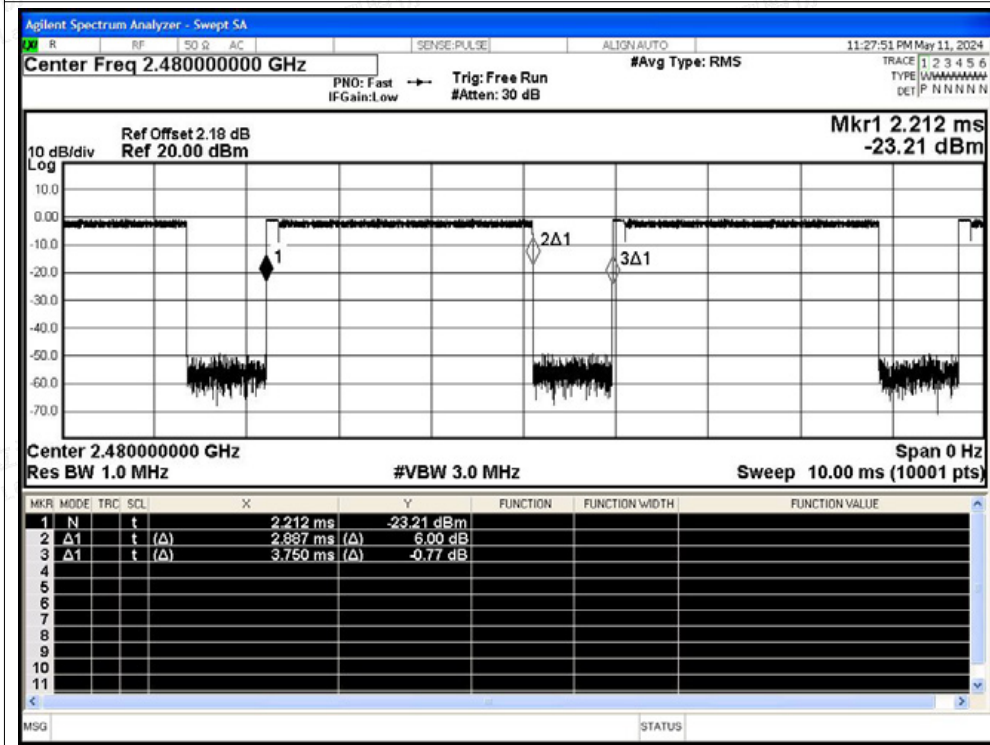 Agilent Spectrum Analyzer - Swept SA
LXI R RF 50 Ω AC SENSE:PULSE ALIGN AUTO 11:27:51 PM May 11, 2024
Center Freq 2.480000000 GHz #Avg Type: RMS TRACE 1 2 3 4 5 6
PNO: Fast Trig: Free Run TYPE WWWWWW
IFGain:Low #Atten: 30 dB DET P N N N N N
Mkr1 2.212 ms
Ref Offset 2.18 dB
10 dB/div Ref 20.00 dBm -23.21 dBm
Log
10.0
0.00
-10.0
-20.0
-30.0
-40.0
-50.0
-60.0
-70.0
1
2Δ1
3Δ1
Center 2.480000000 GHz Span 0 Hz
Res BW 1.0 MHz #VBW 3.0 MHz Sweep 10.00 ms (10001 pts)
MKR MODE TRC SCL X Y FUNCTION FUNCTION WIDTH FUNCTION VALUE
1 N t 2.212 ms -23.21 dBm
2 Δ1 t (Δ) 2.887 ms (Δ) 6.00 dB
3 Δ1 t (Δ) 3.750 ms (Δ) -0.77 dB
4
5
6
7
8
9
10
11
MSG STATUS